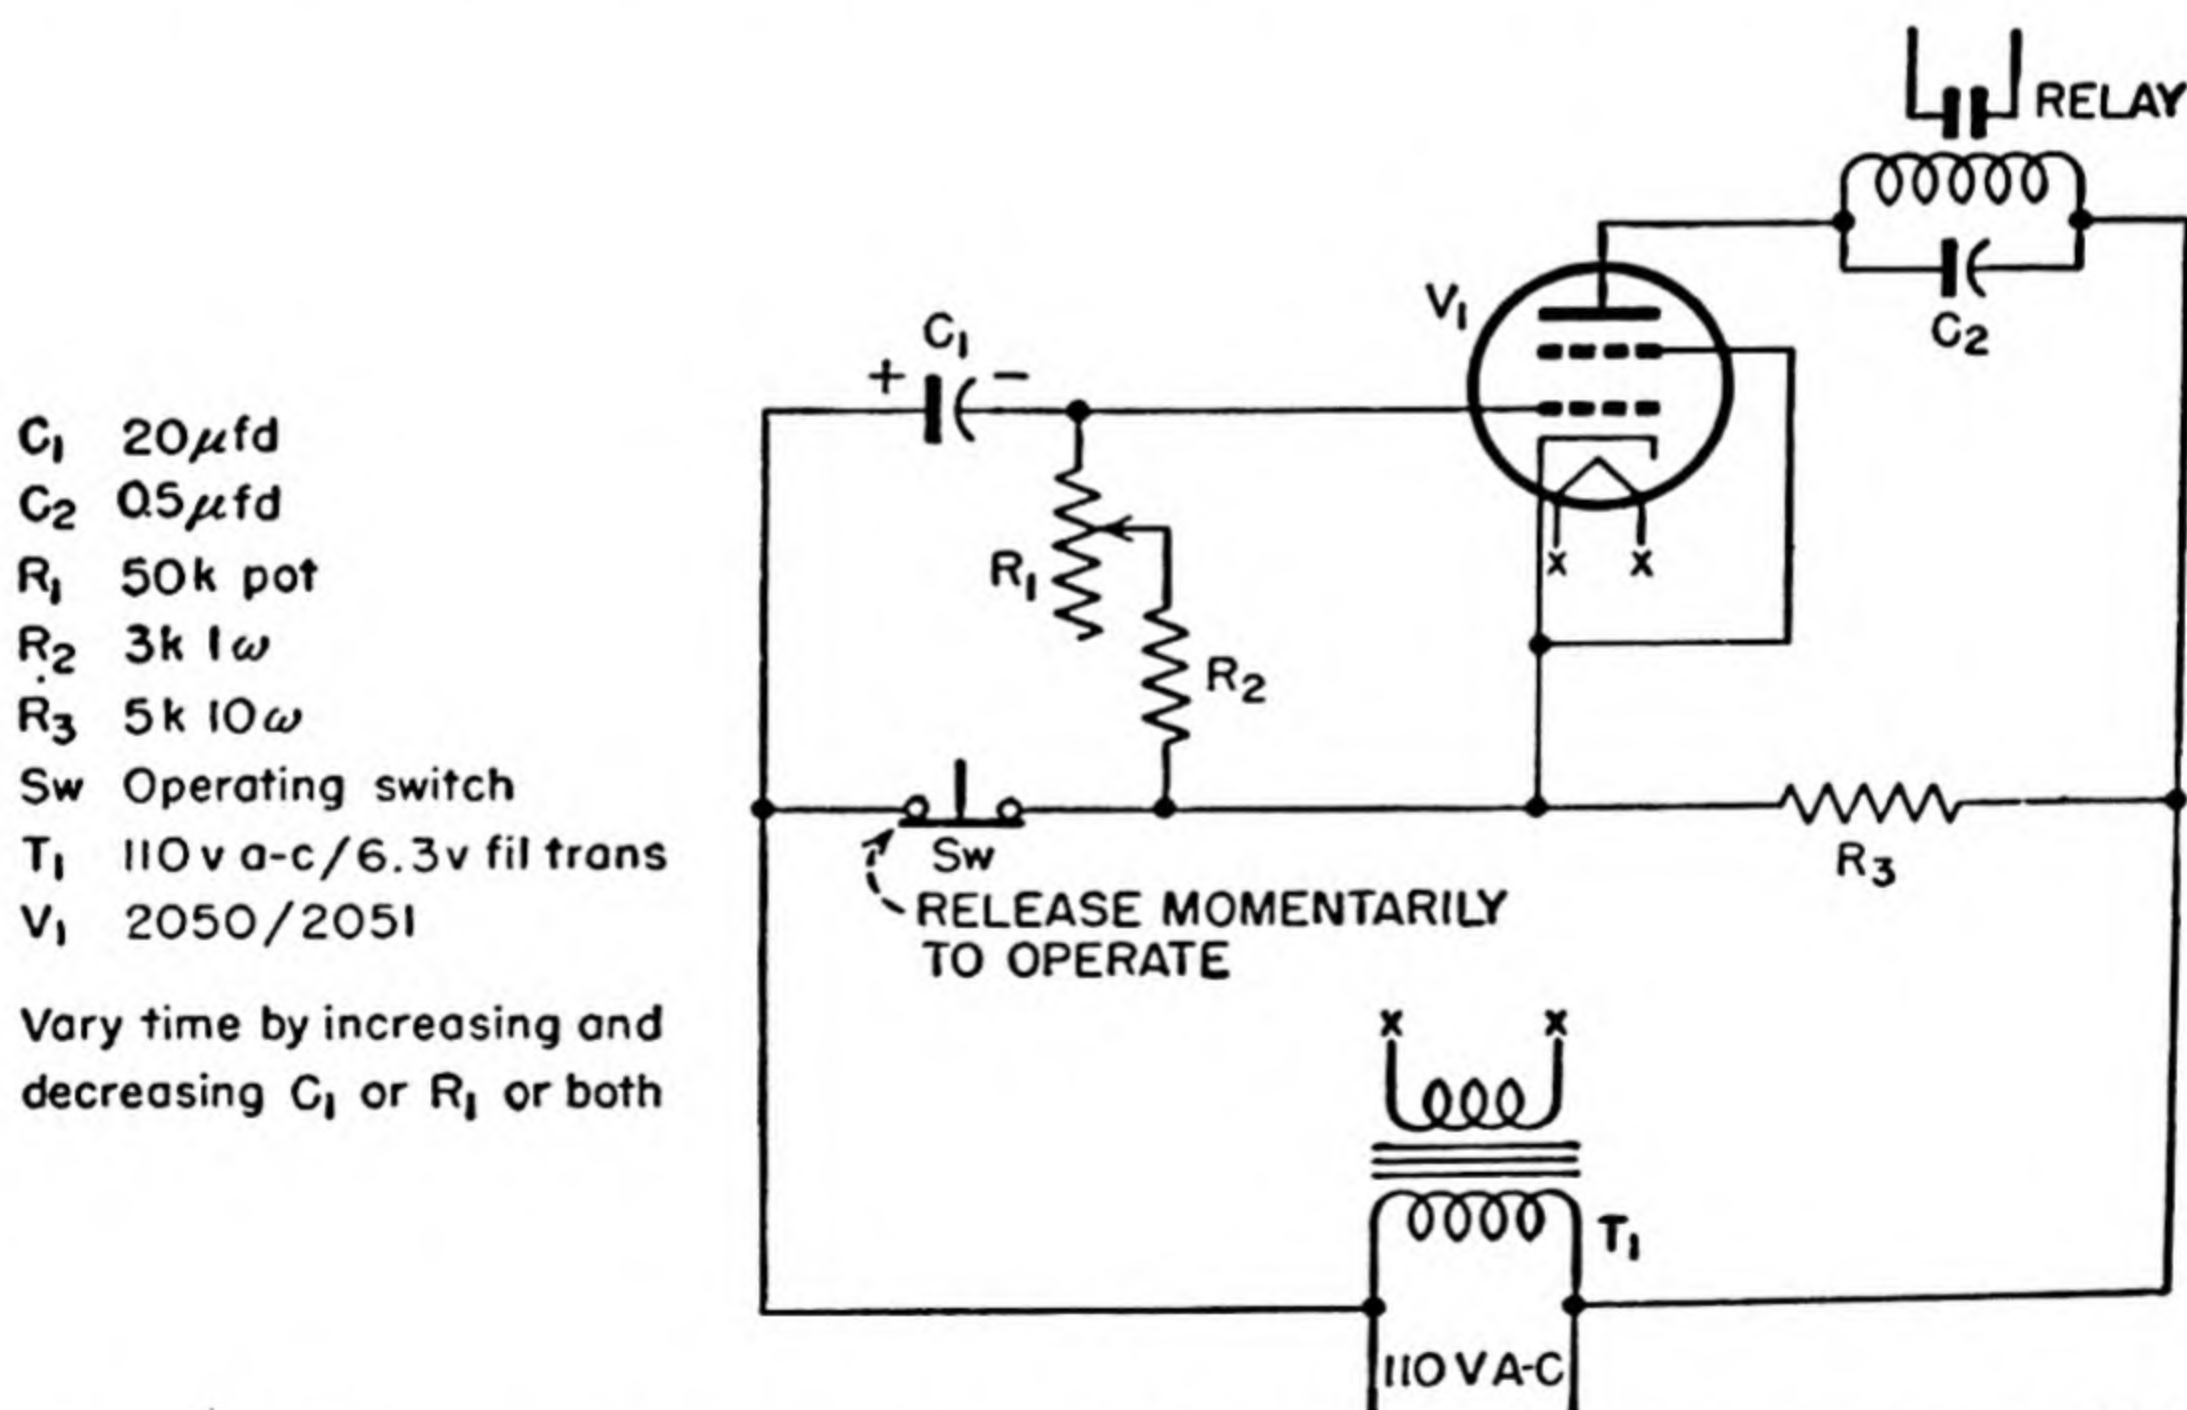 RELAY
V1
C2
C1
+ −
C1 20μfd
C2 0.5μfd
R1 50k pot
R2 3k 1ω
R3 5k 10ω
Sw Operating switch
T1 110v a-c/6.3v fil trans
V1 2050/2051
Vary time by increasing and
decreasing C1 or R1 or both
R1
x x
R2
R3
Sw
RELEASE MOMENTARILY
TO OPERATE
x x
T1
110 V A-C